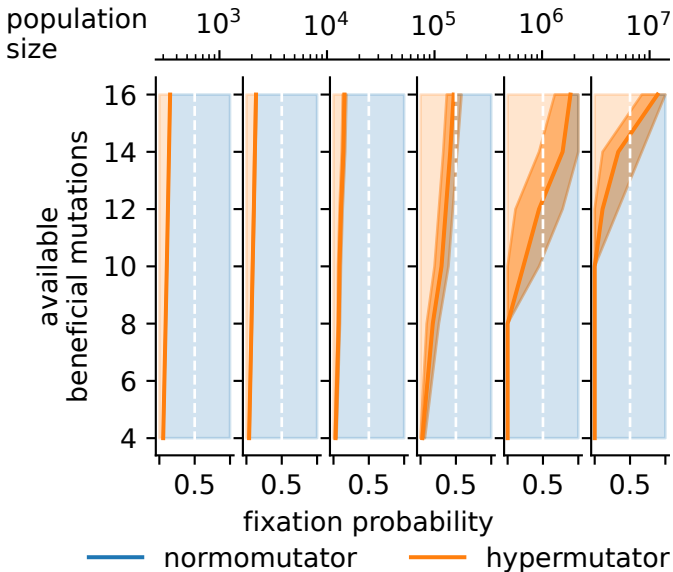 population size
10³ 10⁴ 10⁵ 10⁶ 10⁷
available beneficial mutations
16
14
12
10
8
6
4
0.5 0.5 0.5 0.5 0.5 0.5
fixation probability
normomutator hypermutator